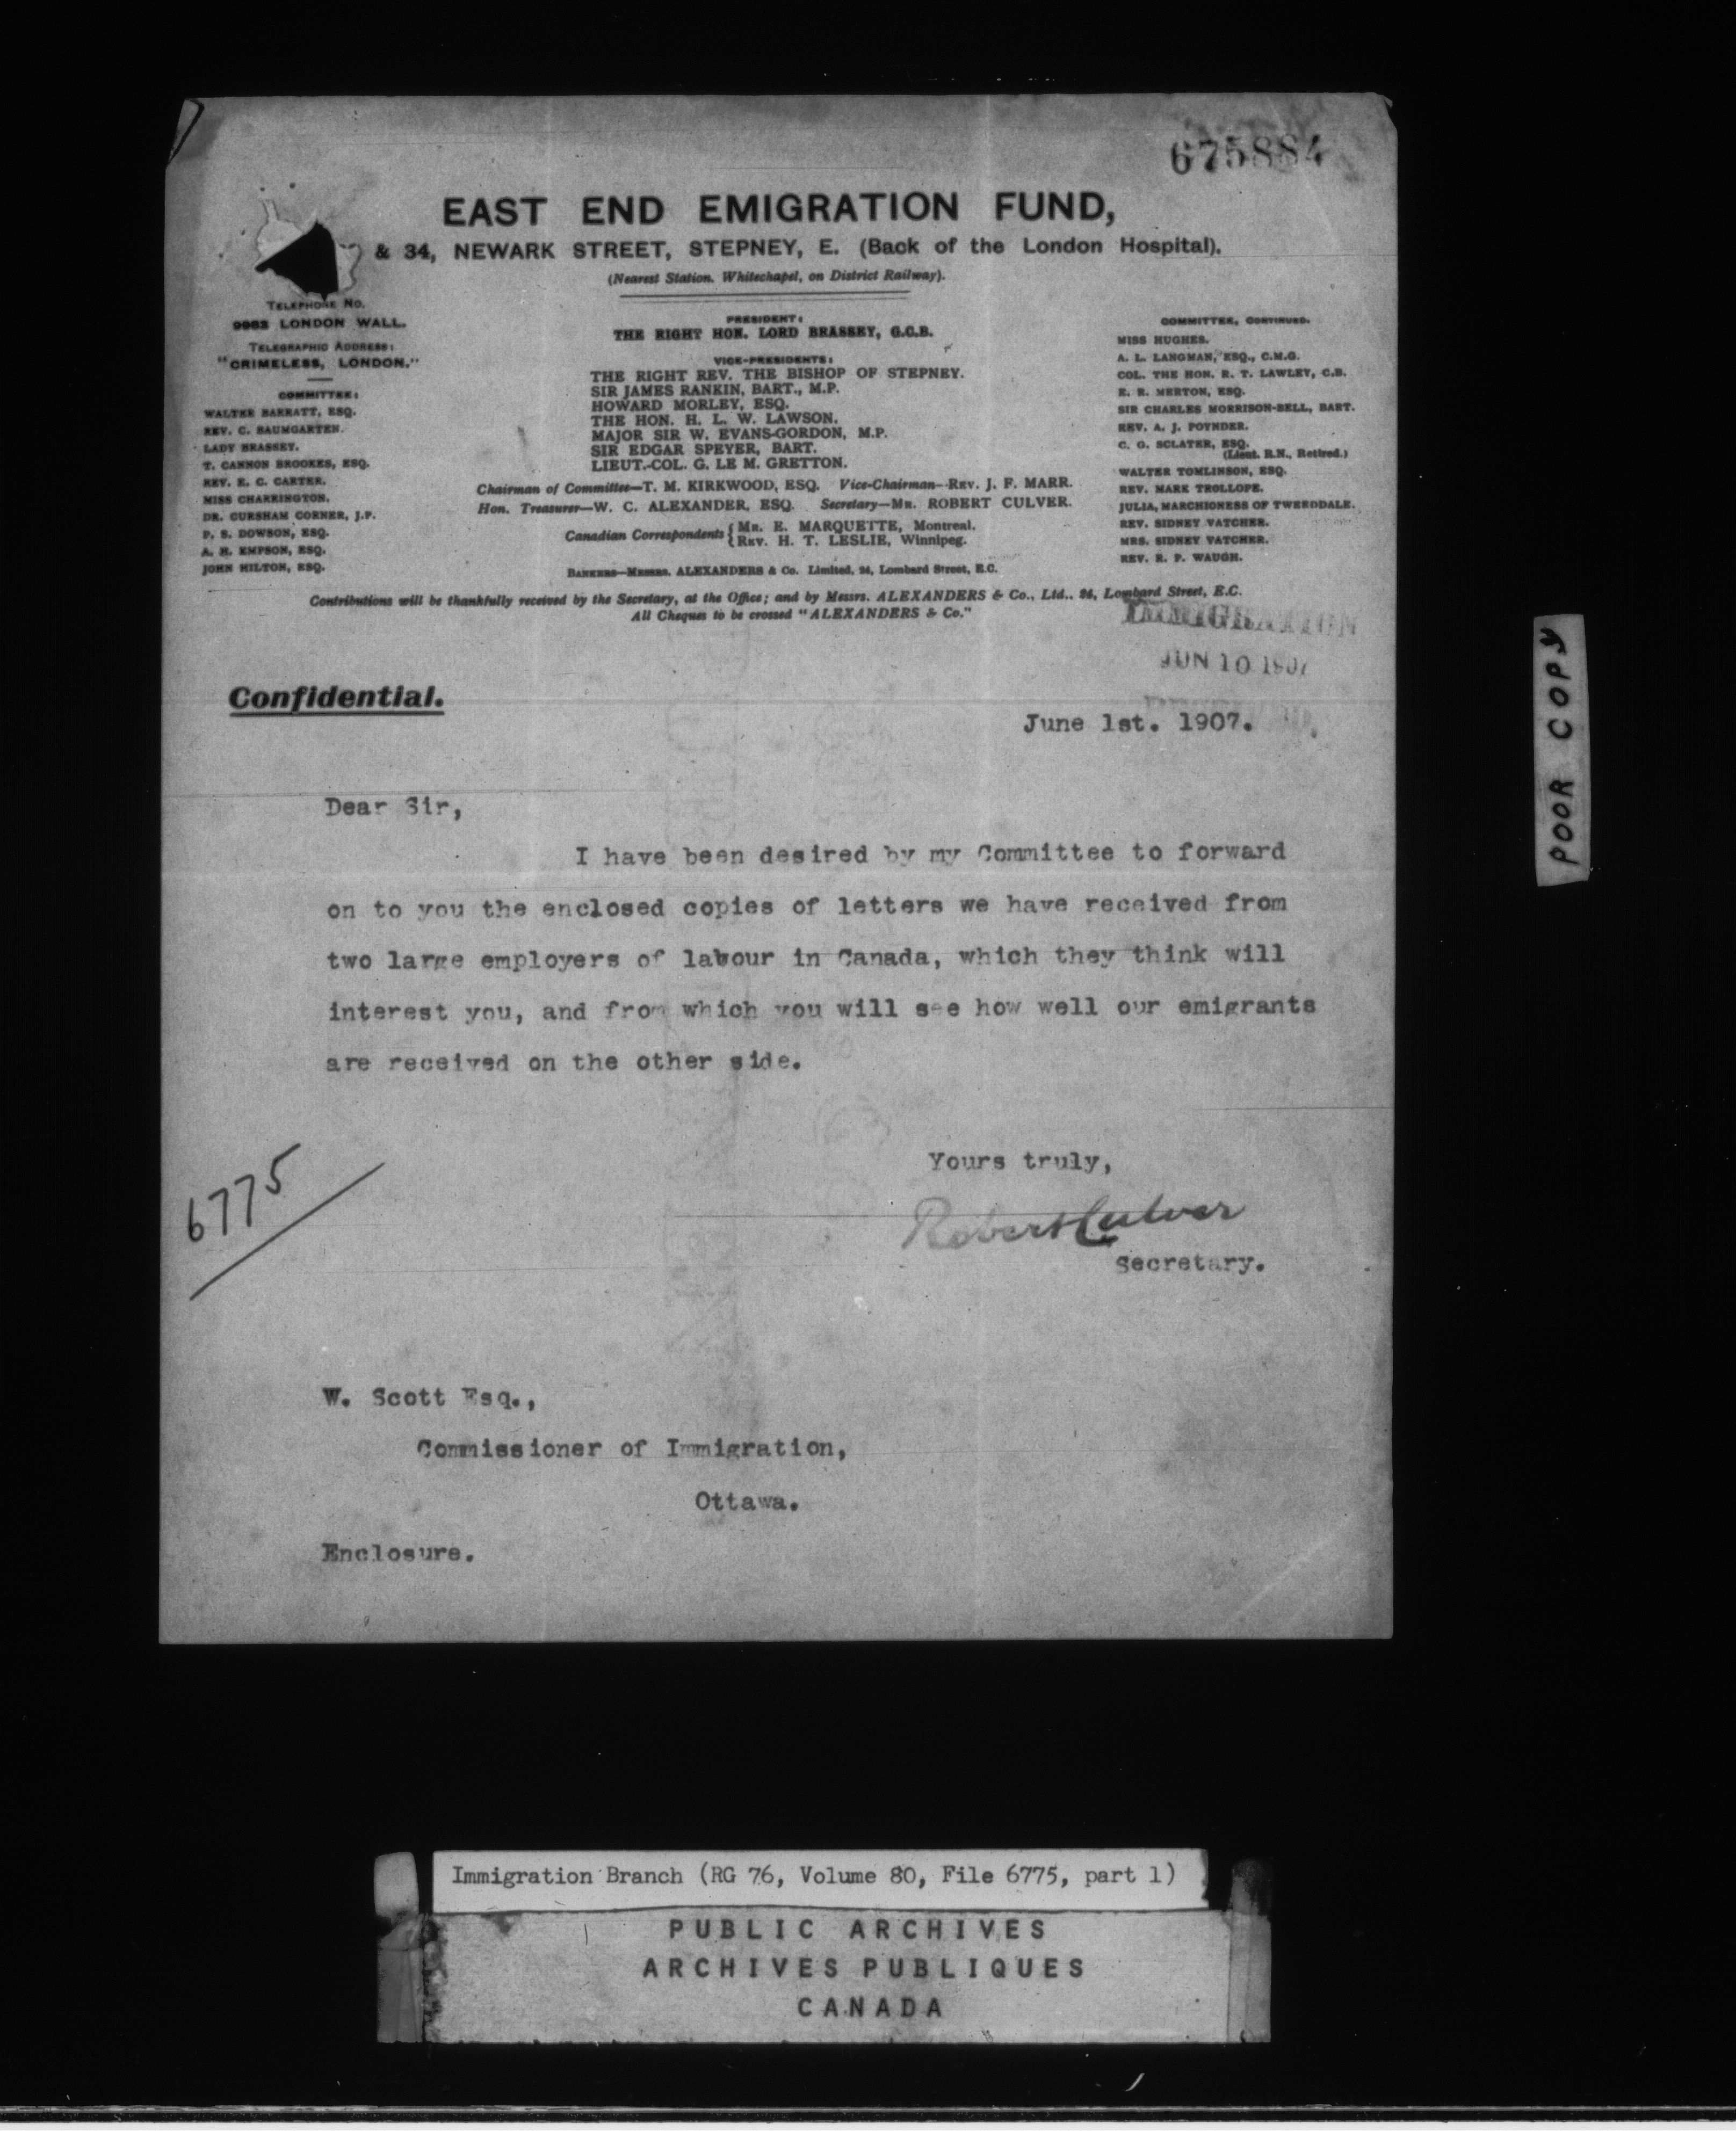 675884
EAST END EMIGRATION FUND,
& 34, NEWARK STREET, STEPNEY, E. (Back of the London Hospital).
(Nearest Station, Whitechapel, on District Railway).
TELEPHONE No.
9963 LONDON WALL.
TELEGRAPHIC ADDRESS:
"CRIMELESS, LONDON."
COMMITTEE:
WALTER BARRATT, ESQ.
REV. C. BAUMGARTEN.
LADY BRASSEY.
T. CANNON BROOKES, ESQ.
REV. E. C. CARTER.
MISS CHARRINGTON.
DR. GURSHAM CORNER, J.P.
P. S. DOWSON, ESQ.
A. H. EMPSON, ESQ.
JOHN HILTON, ESQ.
PRESIDENT:
THE RIGHT HON. LORD BRASSEY, G.C.B.
VICE-PRESIDENTS:
THE RIGHT REV. THE BISHOP OF STEPNEY.
SIR JAMES RANKIN, BART., M.P.
HOWARD MORLEY, ESQ.
THE HON. H. L. W. LAWSON.
MAJOR SIR W. EVANS-GORDON, M.P.
SIR EDGAR SPEYER, BART.
LIEUT.-COL. G. LE M. GRETTON.
Chairman of Committee—T. M. KIRKWOOD, ESQ. Vice-Chairman—REV. J. F. MARR.
Hon. Treasurer—W. C. ALEXANDER, ESQ. Secretary—MR. ROBERT CULVER.
Canadian Correspondents { MR. E. MARQUETTE, Montreal.
REV. H. T. LESLIE, Winnipeg.
BANKERS—MESSRS. ALEXANDERS & Co. Limited, 24, Lombard Street, E.C.
COMMITTEE, CONTINUED.
MISS HUGHES.
A. L. LANGMAN, ESQ., C.M.G.
COL. THE HON. R. T. LAWLEY, C.B.
E. R. MERTON, ESQ.
SIR CHARLES MORRISON-BELL, BART.
REV. A. J. POYNDER.
C. G. SCLATER, ESQ.
(Lieut. R.N., Retired.)
WALTER TOMLINSON, ESQ.
REV. MARK TROLLOPE.
JULIA, MARCHIONESS OF TWEEDDALE.
REV. SIDNEY VATCHER.
MRS. SIDNEY VATCHER.
REV. R. P. WAUGH.
Contributions will be thankfully received by the Secretary, at the Office; and by Messrs. ALEXANDERS & Co., Ltd., 24, Lombard Street, E.C.
All Cheques to be crossed "ALEXANDERS & Co."
IMMIGRATION
JUN 10 1907
Confidential.
June 1st. 1907.
Dear Sir,
I have been desired by my Committee to forward
on to you the enclosed copies of letters we have received from
two large employers of labour in Canada, which they think will
interest you, and from which you will see how well our emigrants
are received on the other side.
Yours truly,
Robert Culver
Secretary.
6775
W. Scott Esq.,
Commissioner of Immigration,
Ottawa.
Enclosure.
POOR COPY
Immigration Branch (RG 76, Volume 80, File 6775, part 1)
PUBLIC ARCHIVES
ARCHIVES PUBLIQUES
CANADA